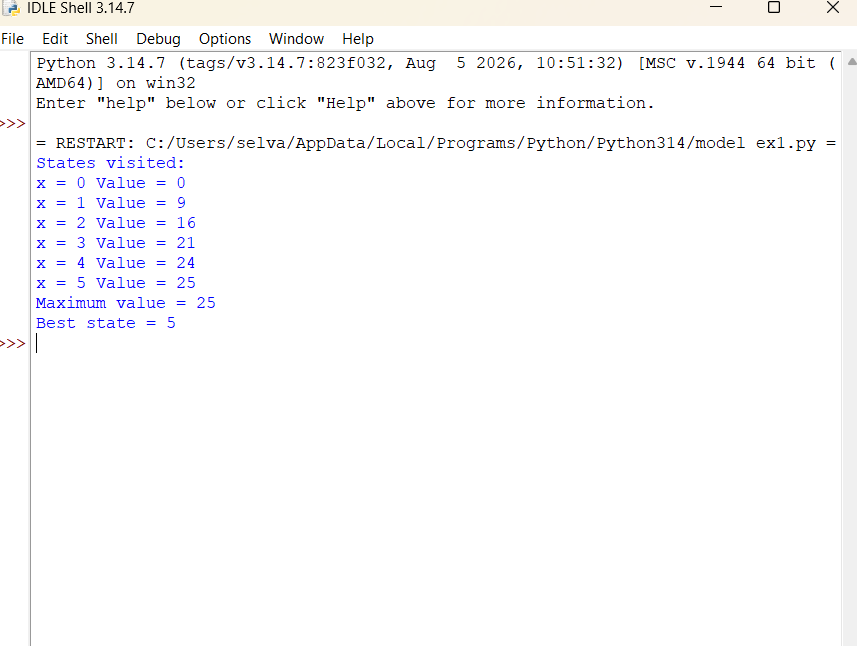 IDLE Shell 3.14.7
File Edit Shell Debug Options Window Help
Python 3.14.7 (tags/v3.14.7:823f032, Aug  5 2026, 10:51:32) [MSC v.1944 64 bit (
AMD64)] on win32
Enter "help" below or click "Help" above for more information.
>>>
= RESTART: C:/Users/selva/AppData/Local/Programs/Python/Python314/model ex1.py =
States visited:
x = 0 Value = 0
x = 1 Value = 9
x = 2 Value = 16
x = 3 Value = 21
x = 4 Value = 24
x = 5 Value = 25
Maximum value = 25
Best state = 5
>>>